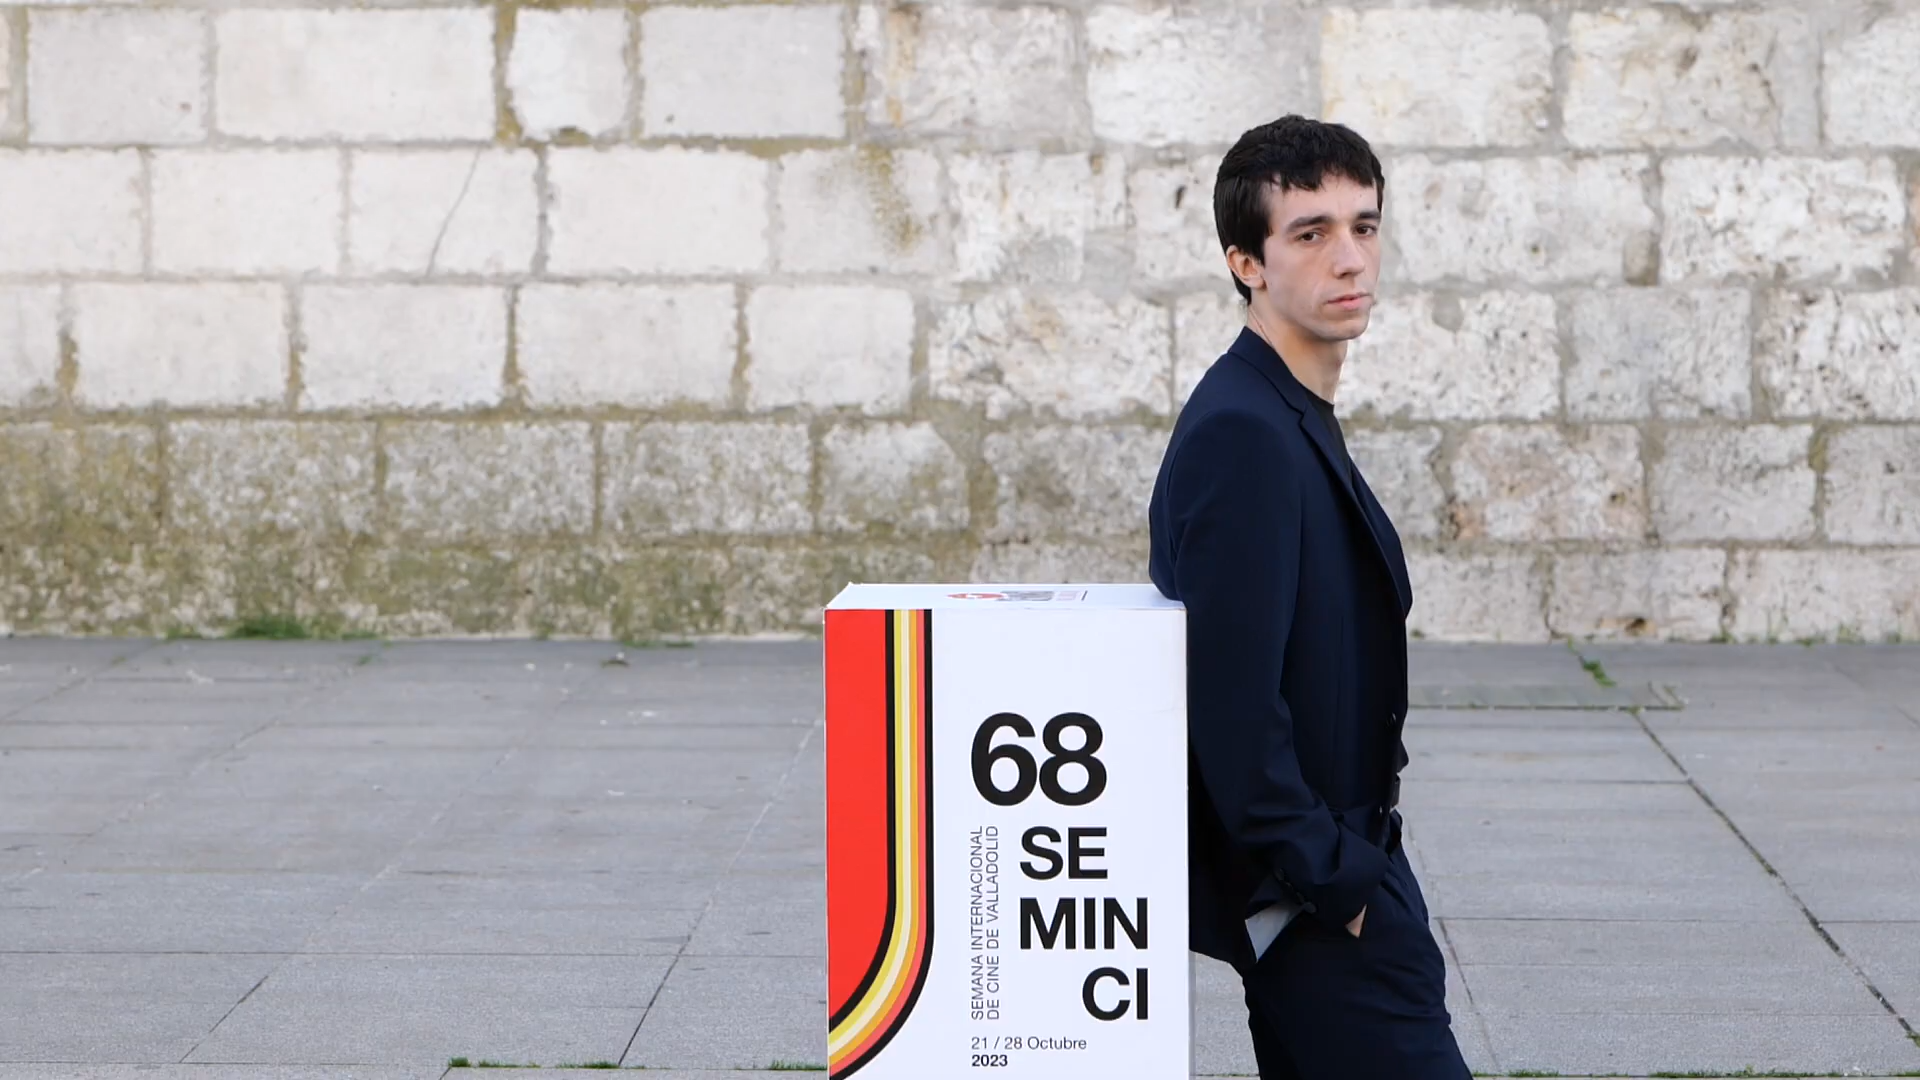 68
SE
MIN
CI
SEMANA INTERNACIONAL
DE CINE DE VALLADOLID
21 / 28 Octubre
2023